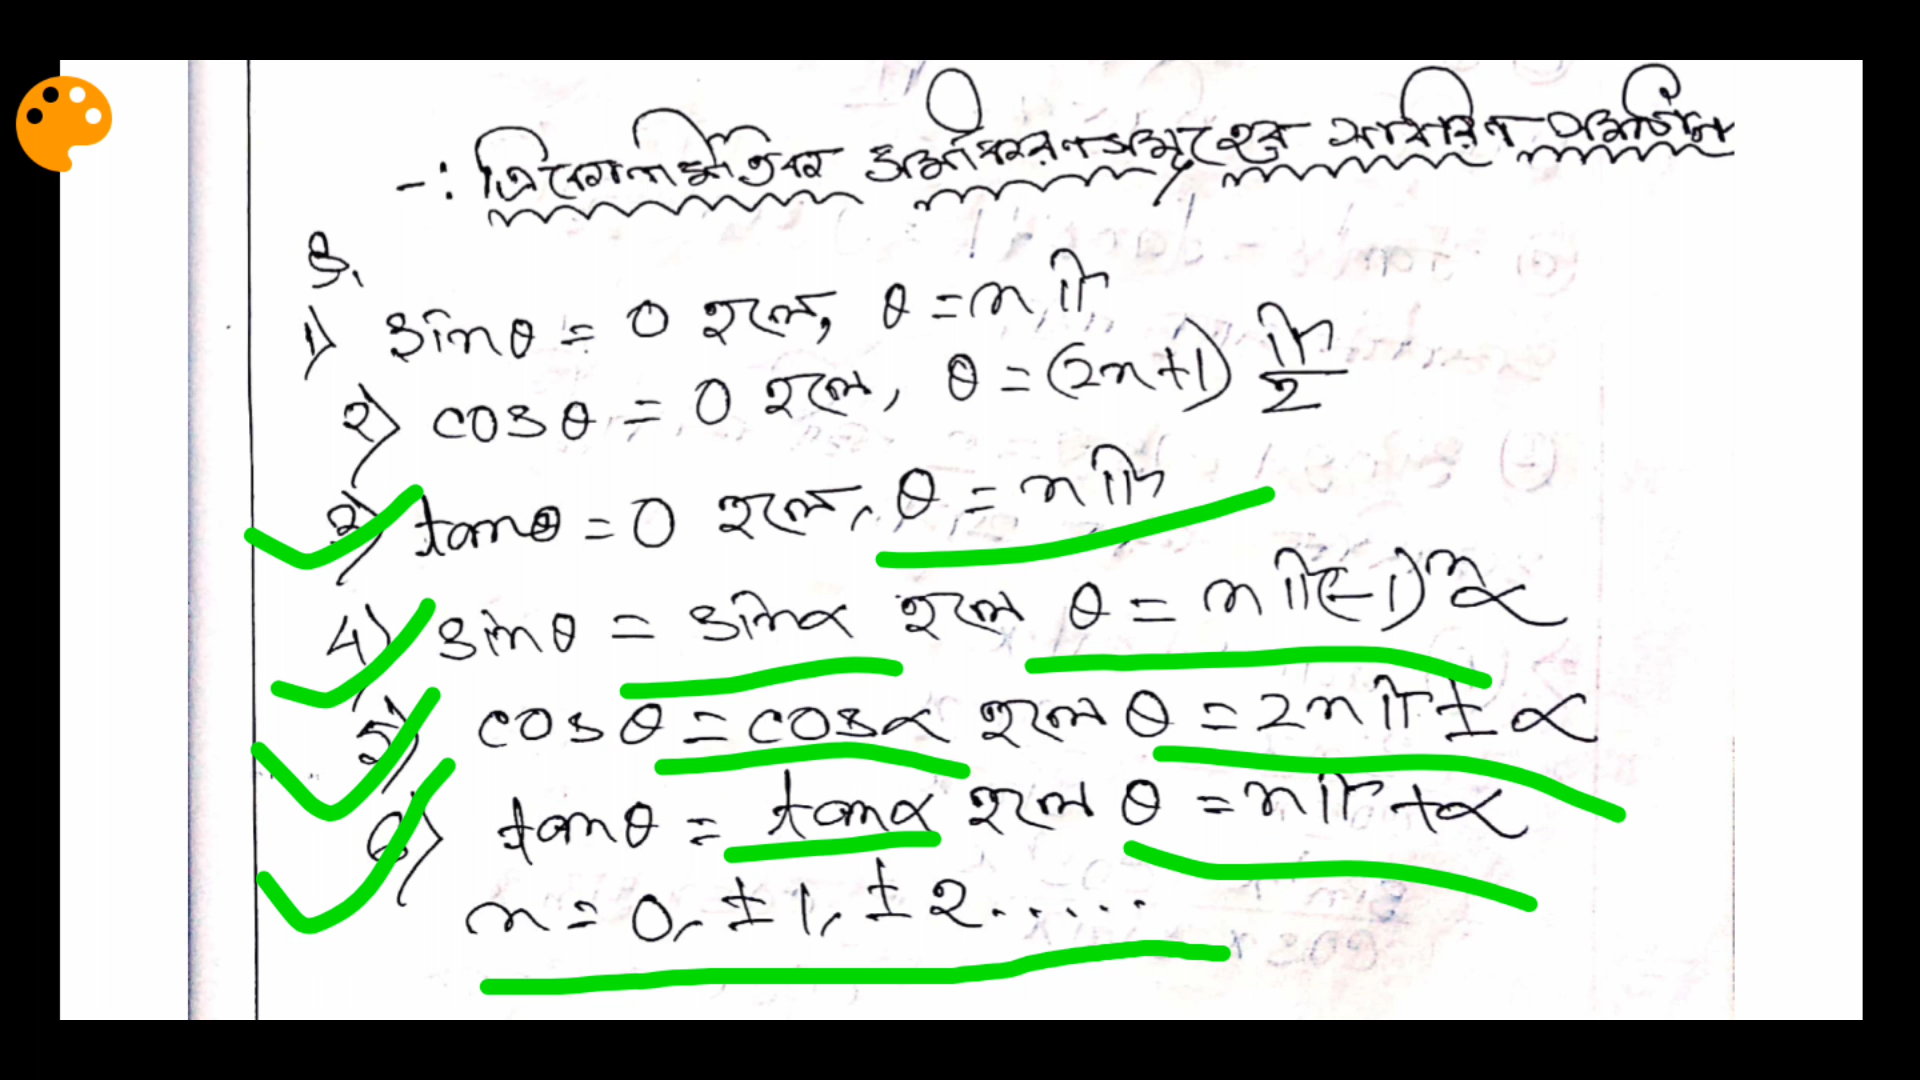 -: ত্রিকোণমিতিক সমীকরণসমূহের সাধারণ সমাধান
3.
1) sinθ = 0 হলে, θ = nπ
2) cosθ = 0 হলে, θ = (2n+1) π/2
3) tanθ = 0 হলে, θ = nπ
4) sinθ = sinα হলে θ = nπ(-1)ⁿα
5) cosθ = cosα হলে θ = 2nπ ± α
6) tanθ = tanα হলে θ = nπ + α
n = 0, ±1, ±2.....